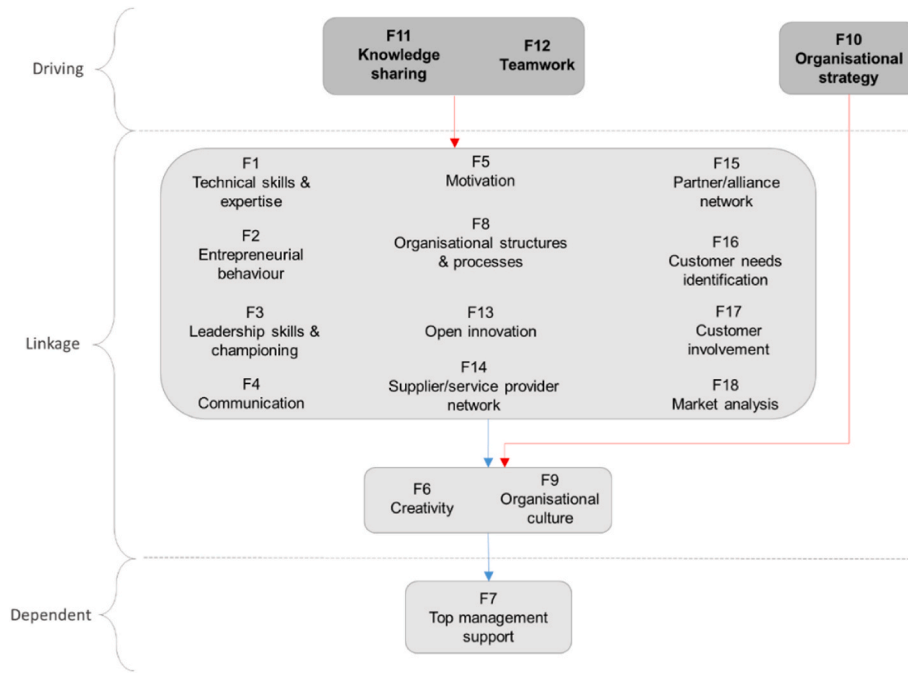 Driving
F11
Knowledge
sharing
F12
Teamwork
F10
Organisational
strategy
Linkage
F1
Technical skills &
expertise
F2
Entrepreneurial
behaviour
F3
Leadership skills &
championing
F4
Communication
F5
Motivation
F8
Organisational structures
& processes
F13
Open innovation
F14
Supplier/service provider
network
F15
Partner/alliance
network
F16
Customer needs
identification
F17
Customer
involvement
F18
Market analysis
F6
Creativity
F9
Organisational
culture
Dependent
F7
Top management
support